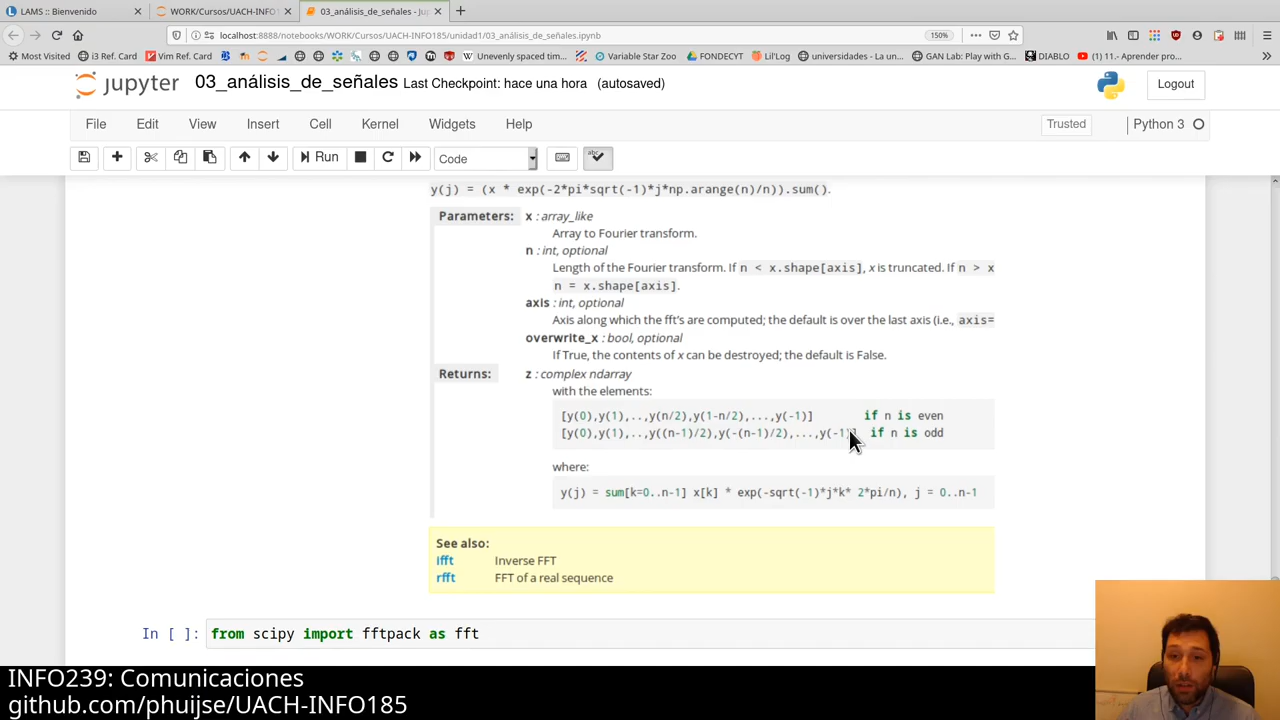 LAMS :: Bienvenido
WORK/Cursos/UACH-INFO1
03_análisis_de_señales - Jup
localhost:8888/notebooks/WORK/Cursos/UACH-INFO185/unidad1/03_análisis_de_señales.ipynb
150%
Most Visited
i3 Ref. Card
Vim Ref. Card
Unevenly spaced tim...
Variable Star Zoo
FONDECYT
Lil'Log
universidades - La un...
GAN Lab: Play with G...
DIABLO
(1) 11.- Aprender pro...
jupyter 03_análisis_de_señales Last Checkpoint: hace una hora (autosaved)
Logout
File Edit View Insert Cell Kernel Widgets Help
Trusted
Python 3
Run
Code
y(j) = (x * exp(-2*pi*sqrt(-1)*j*np.arange(n)/n)).sum().
Parameters: x : array_like
Array to Fourier transform.
n : int, optional
Length of the Fourier transform. If n < x.shape[axis], x is truncated. If n > x
n = x.shape[axis].
axis : int, optional
Axis along which the fft's are computed; the default is over the last axis (i.e., axis=
overwrite_x : bool, optional
If True, the contents of x can be destroyed; the default is False.
Returns: z : complex ndarray
with the elements:
[y(0),y(1),..,y(n/2),y(1-n/2),...,y(-1)] if n is even
[y(0),y(1),..,y((n-1)/2),y(-(n-1)/2),...,y(-1)] if n is odd
where:
y(j) = sum[k=0..n-1] x[k] * exp(-sqrt(-1)*j*k* 2*pi/n), j = 0..n-1
See also:
ifft Inverse FFT
rfft FFT of a real sequence
In [ ]: from scipy import fftpack as fft
INFO239: Comunicaciones
github.com/phuijse/UACH-INFO185